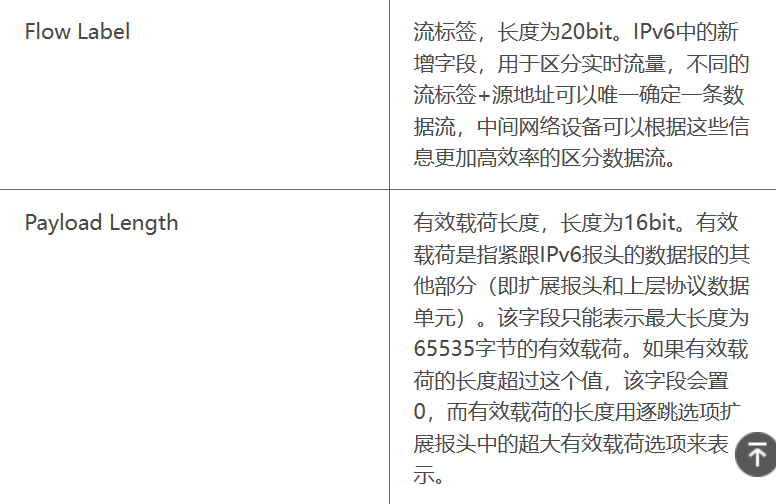 Flow Label
流标签，长度为20bit。IPv6中的新
增字段，用于区分实时流量，不同的
流标签+源地址可以唯一确定一条数
据流，中间网络设备可以根据这些信
息更加高效率的区分数据流。
Payload Length
有效载荷长度，长度为16bit。有效
载荷是指紧跟IPv6报头的数据报的其
他部分（即扩展报头和上层协议数据
单元）。该字段只能表示最大长度为
65535字节的有效载荷。如果有效载
荷的长度超过这个值，该字段会置
0，而有效载荷的长度用逐跳选项扩
展报头中的超大有效载荷选项来表
示。